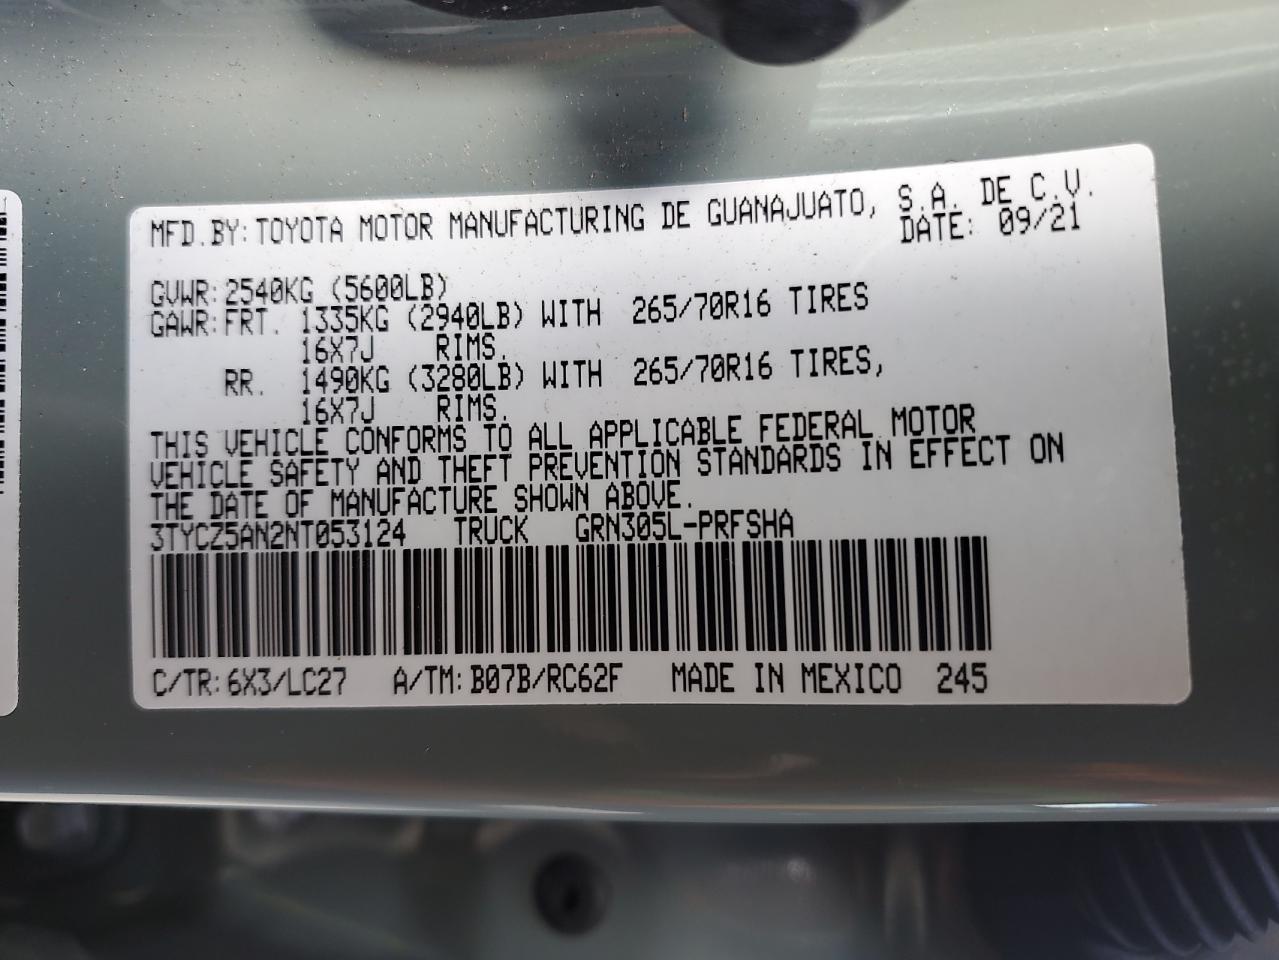 MFD.BY:TOYOTA MOTOR MANUFACTURING DE GUANAJUATO, S.A. DE C.V.
DATE: 09/21
GVWR:2540KG (5600LB)
GAWR:FRT. 1335KG (2940LB) WITH 265/70R16 TIRES
16X7J RIMS.
RR. 1490KG (3280LB) WITH 265/70R16 TIRES,
16X7J RIMS.
THIS VEHICLE CONFORMS TO ALL APPLICABLE FEDERAL MOTOR
VEHICLE SAFETY AND THEFT PREVENTION STANDARDS IN EFFECT ON
THE DATE OF MANUFACTURE SHOWN ABOVE.
3TYCZ5AN2NT053124 TRUCK GRN305L-PRFSHA
C/TR:6X3/LC27 A/TM:B07B/RC62F MADE IN MEXICO 245